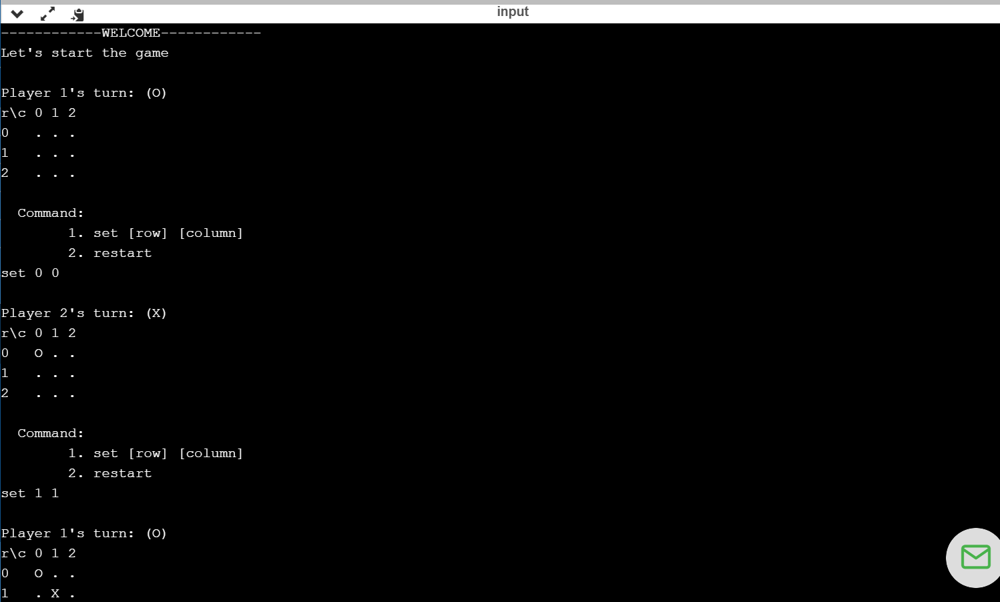 input
------------WELCOME------------
Let's start the game
Player 1's turn: (O)
r\c 0 1 2
0   . . .
1   . . .
2   . . .
  Command:
        1. set [row] [column]
        2. restart
set 0 0
Player 2's turn: (X)
r\c 0 1 2
0   O . .
1   . . .
2   . . .
  Command:
        1. set [row] [column]
        2. restart
set 1 1
Player 1's turn: (O)
r\c 0 1 2
0   O . .
1   . X .